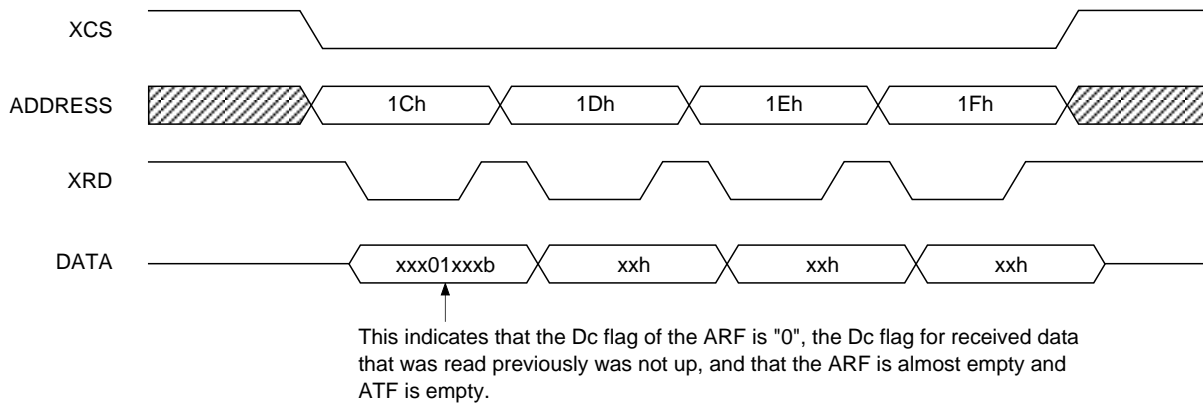 XCS
ADDRESS 1Ch 1Dh 1Eh 1Fh
XRD
DATA xxx01xxxb xxh xxh xxh
This indicates that the Dc flag of the ARF is "0", the Dc flag for received data
that was read previously was not up, and that the ARF is almost empty and
ATF is empty.